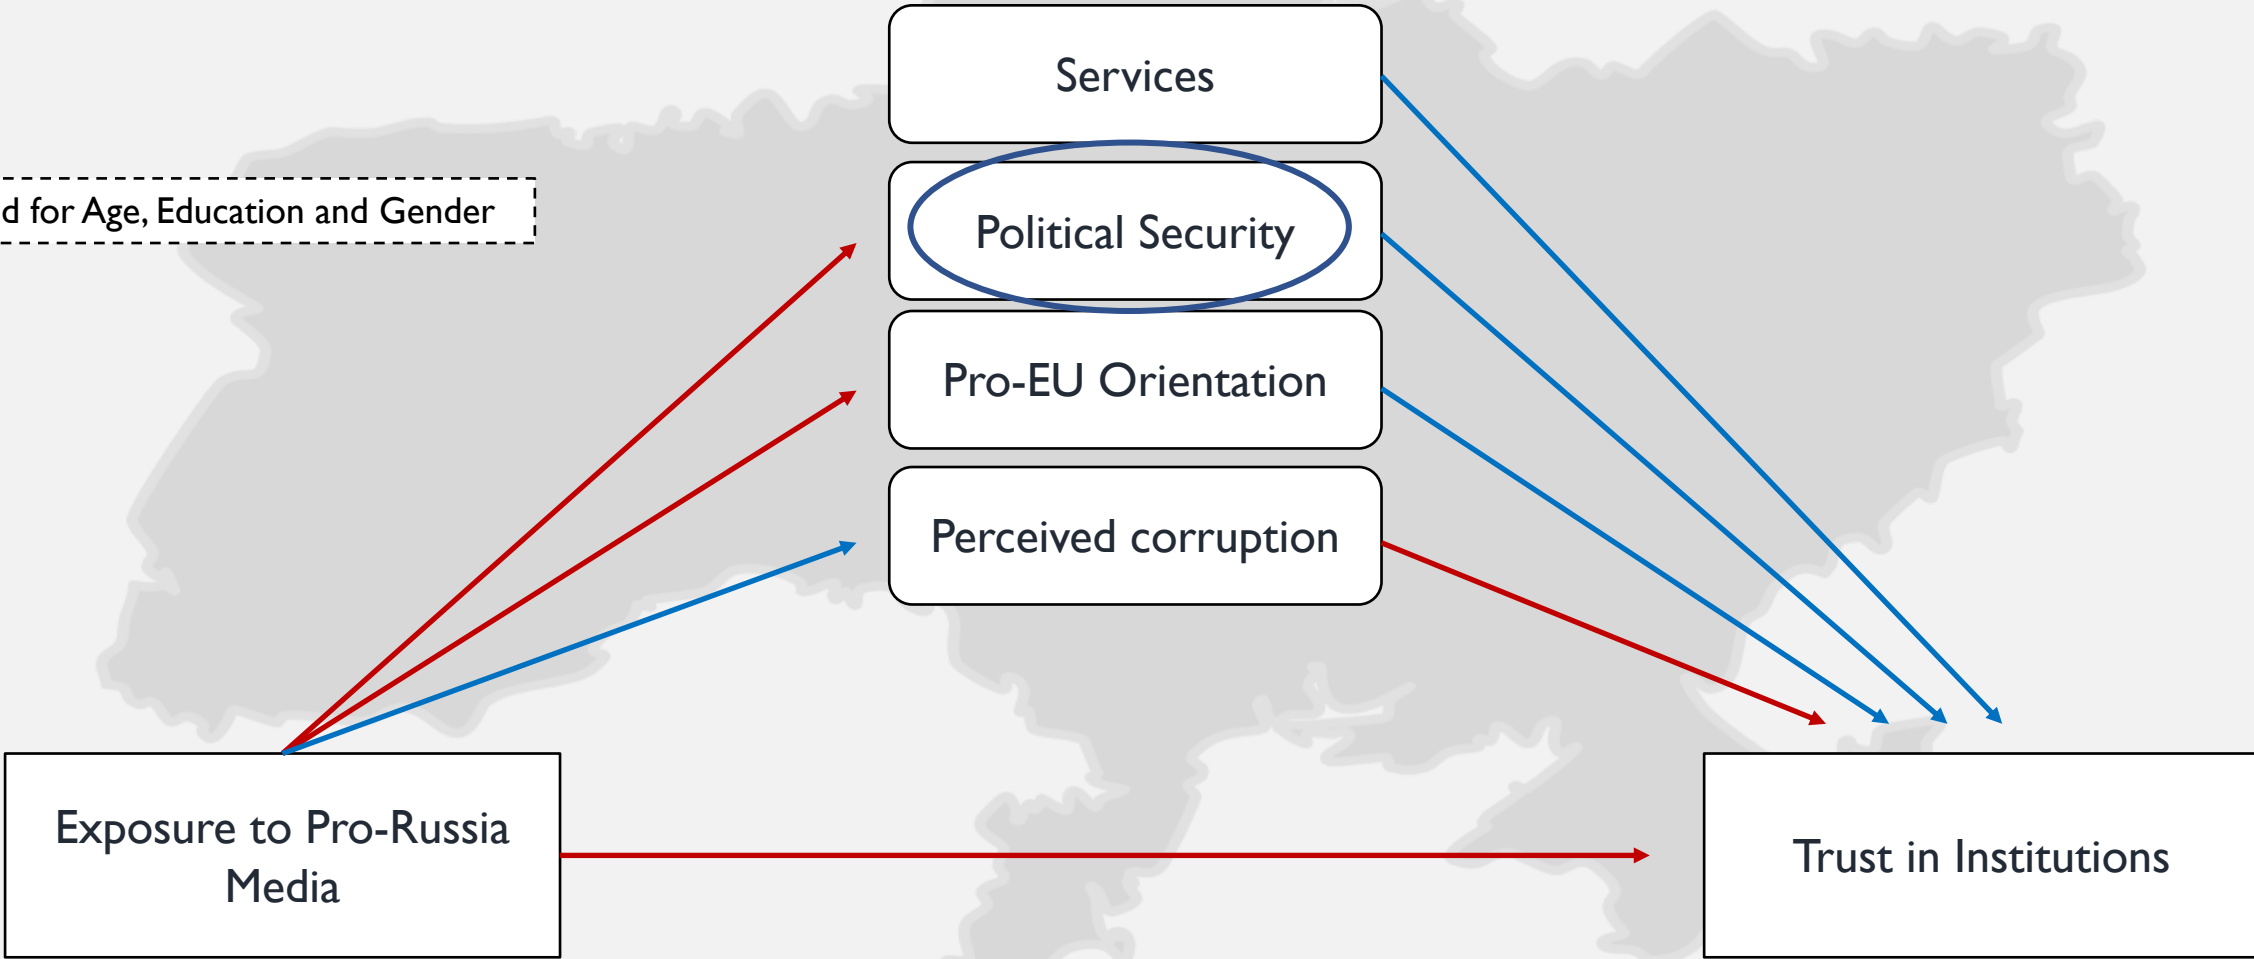 Services
d for Age, Education and Gender
Political Security
Pro-EU Orientation
Perceived corruption
Exposure to Pro-Russia
Media
Trust in Institutions